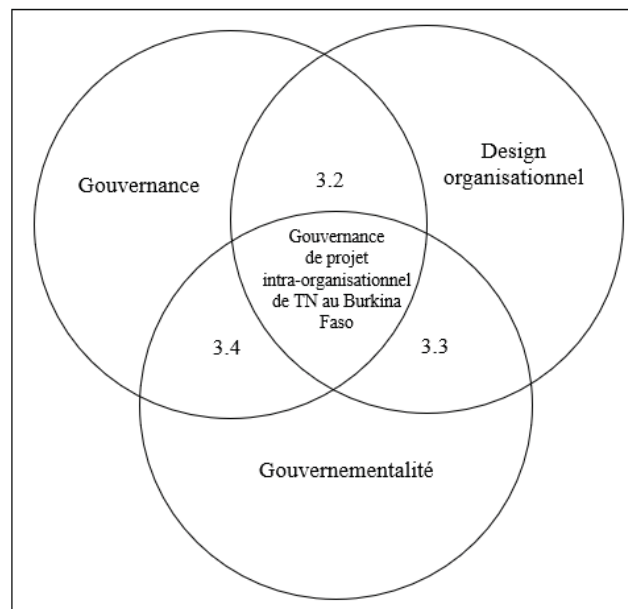 Design
organisationnel
Gouvernance
3.2
Gouvernance
de projet
intra-organisationnel
de TN au Burkina
Faso
3.4
3.3
Gouvernementalité